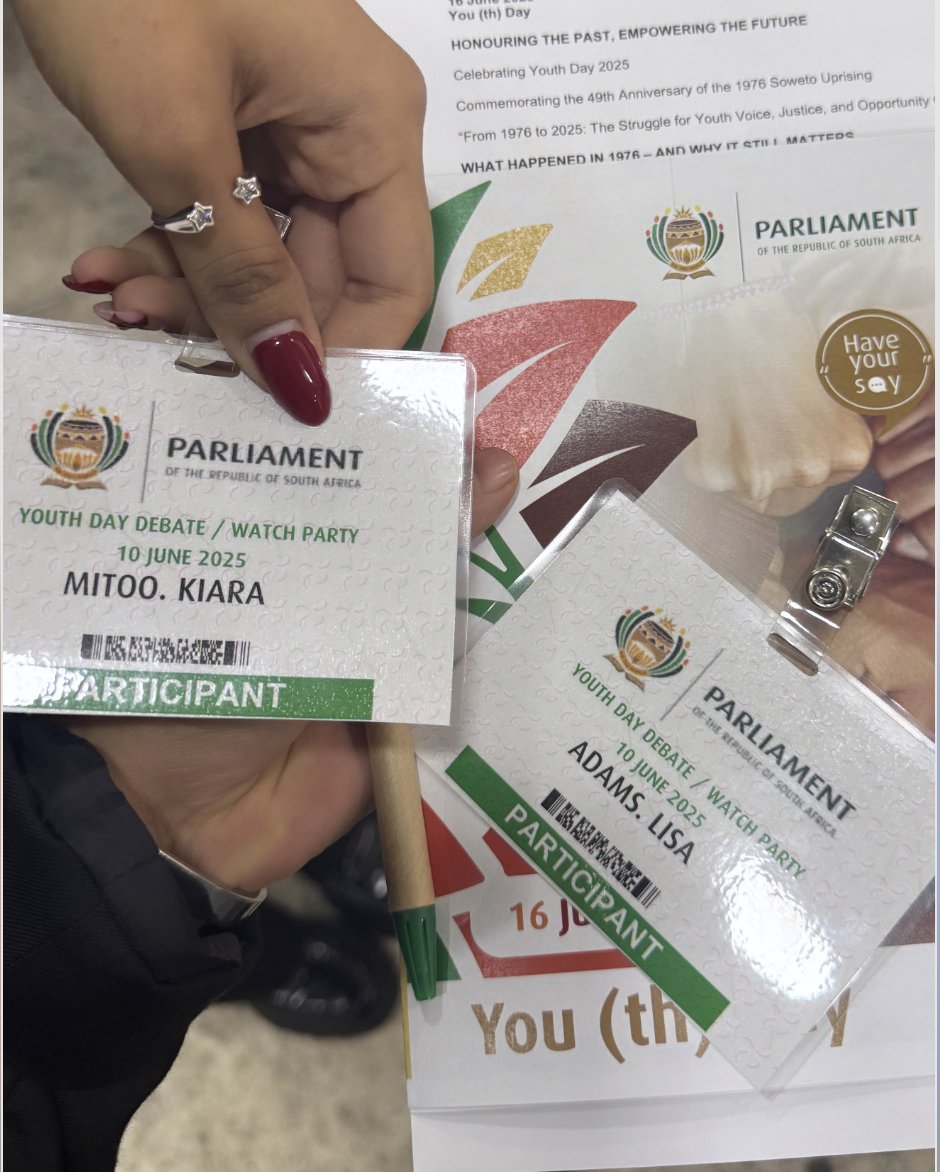 You (th) Day
HONOURING THE PAST, EMPOWERING THE FUTURE
Celebrating Youth Day 2025
Commemorating the 49th Anniversary of the 1976 Soweto Uprising
"From 1976 to 2025: The Struggle for Youth Voice, Justice, and Opportunity
WHAT HAPPENED IN 1976 – AND WHY IT STILL MATTERS
PARLIAMENT
OF THE REPUBLIC OF SOUTH AFRICA
"Have
your
say"
PARLIAMENT
OF THE REPUBLIC OF SOUTH AFRICA
YOUTH DAY DEBATE / WATCH PARTY
10 JUNE 2025
MITOO. KIARA
PARTICIPANT
PARLIAMENT
OF THE REPUBLIC OF SOUTH AFRICA
YOUTH DAY DEBATE / WATCH PARTY
10 JUNE 2025
ADAMS. LISA
PARTICIPANT
16 JU
You (th)
Y